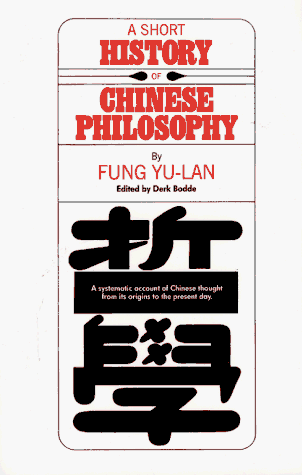 A SHORT
HISTORY
OF
CHINESE
PHILOSOPHY
By
FUNG YU-LAN
Edited by Derk Bodde
哲
A systematic account of Chinese thought
from its origins to the present day.
學